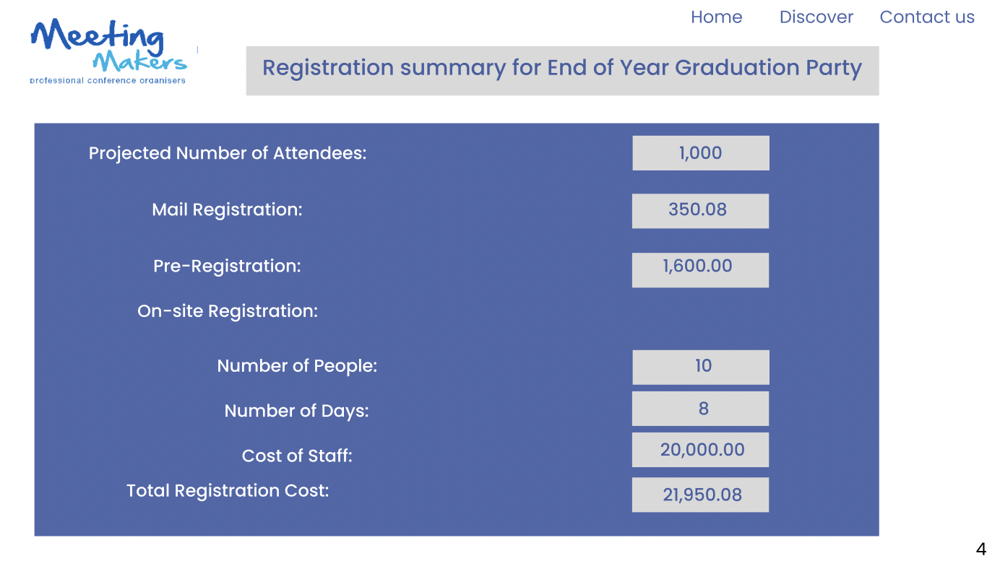 Home Discover Contact us
Meeting
Makers
professional conference organisers
Registration summary for End of Year Graduation Party
Projected Number of Attendees: 1,000
Mail Registration: 350.08
Pre-Registration: 1,600.00
On-site Registration:
Number of People: 10
Number of Days: 8
Cost of Staff: 20,000.00
Total Registration Cost: 21,950.08
4